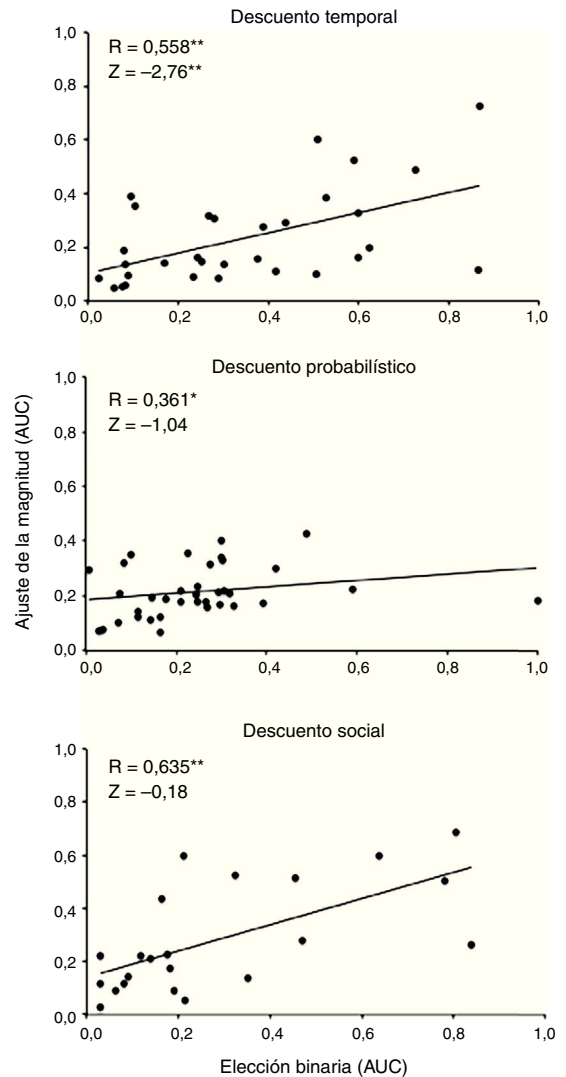 Descuento temporal
R = 0,558**
Z = –2,76**
1,0
0,8
0,6
0,4
0,2
0,0
0,0 0,2 0,4 0,6 0,8 1,0
Descuento probabilístico
R = 0,361*
Z = –1,04
1,0
0,8
0,6
0,4
0,2
0,0
0,0 0,2 0,4 0,6 0,8 1,0
Ajuste de la magnitud (AUC)
Descuento social
R = 0,635**
Z = –0,18
1,0
0,8
0,6
0,4
0,2
0,0
0,0 0,2 0,4 0,6 0,8 1,0
Elección binaria (AUC)